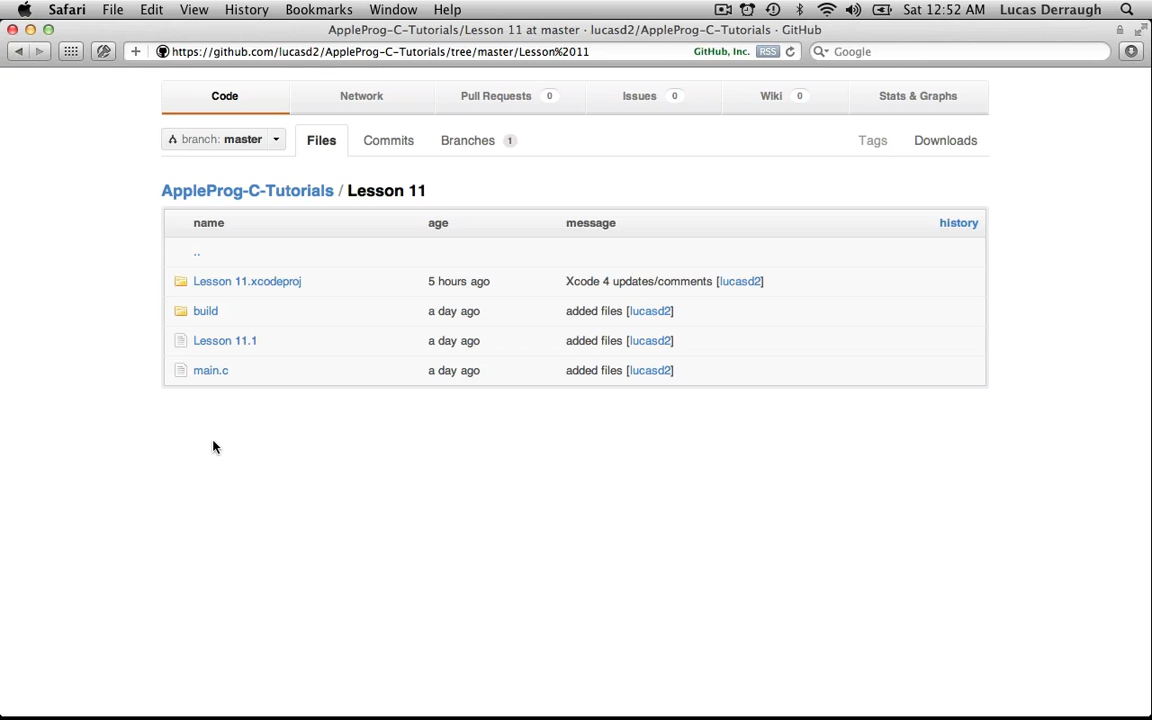 Safari File Edit View History Bookmarks Window Help Sat 12:52 AM Lucas Derraugh
AppleProg-C-Tutorials/Lesson 11 at master · lucasd2/AppleProg-C-Tutorials · GitHub
https://github.com/lucasd2/AppleProg-C-Tutorials/tree/master/Lesson%2011 GitHub, Inc. RSS Google
Code Network Pull Requests 0 Issues 0 Wiki 0 Stats & Graphs
branch: master Files Commits Branches 1 Tags Downloads
AppleProg-C-Tutorials / Lesson 11
name age message history
..
Lesson 11.xcodeproj 5 hours ago Xcode 4 updates/comments [lucasd2]
build a day ago added files [lucasd2]
Lesson 11.1 a day ago added files [lucasd2]
main.c a day ago added files [lucasd2]